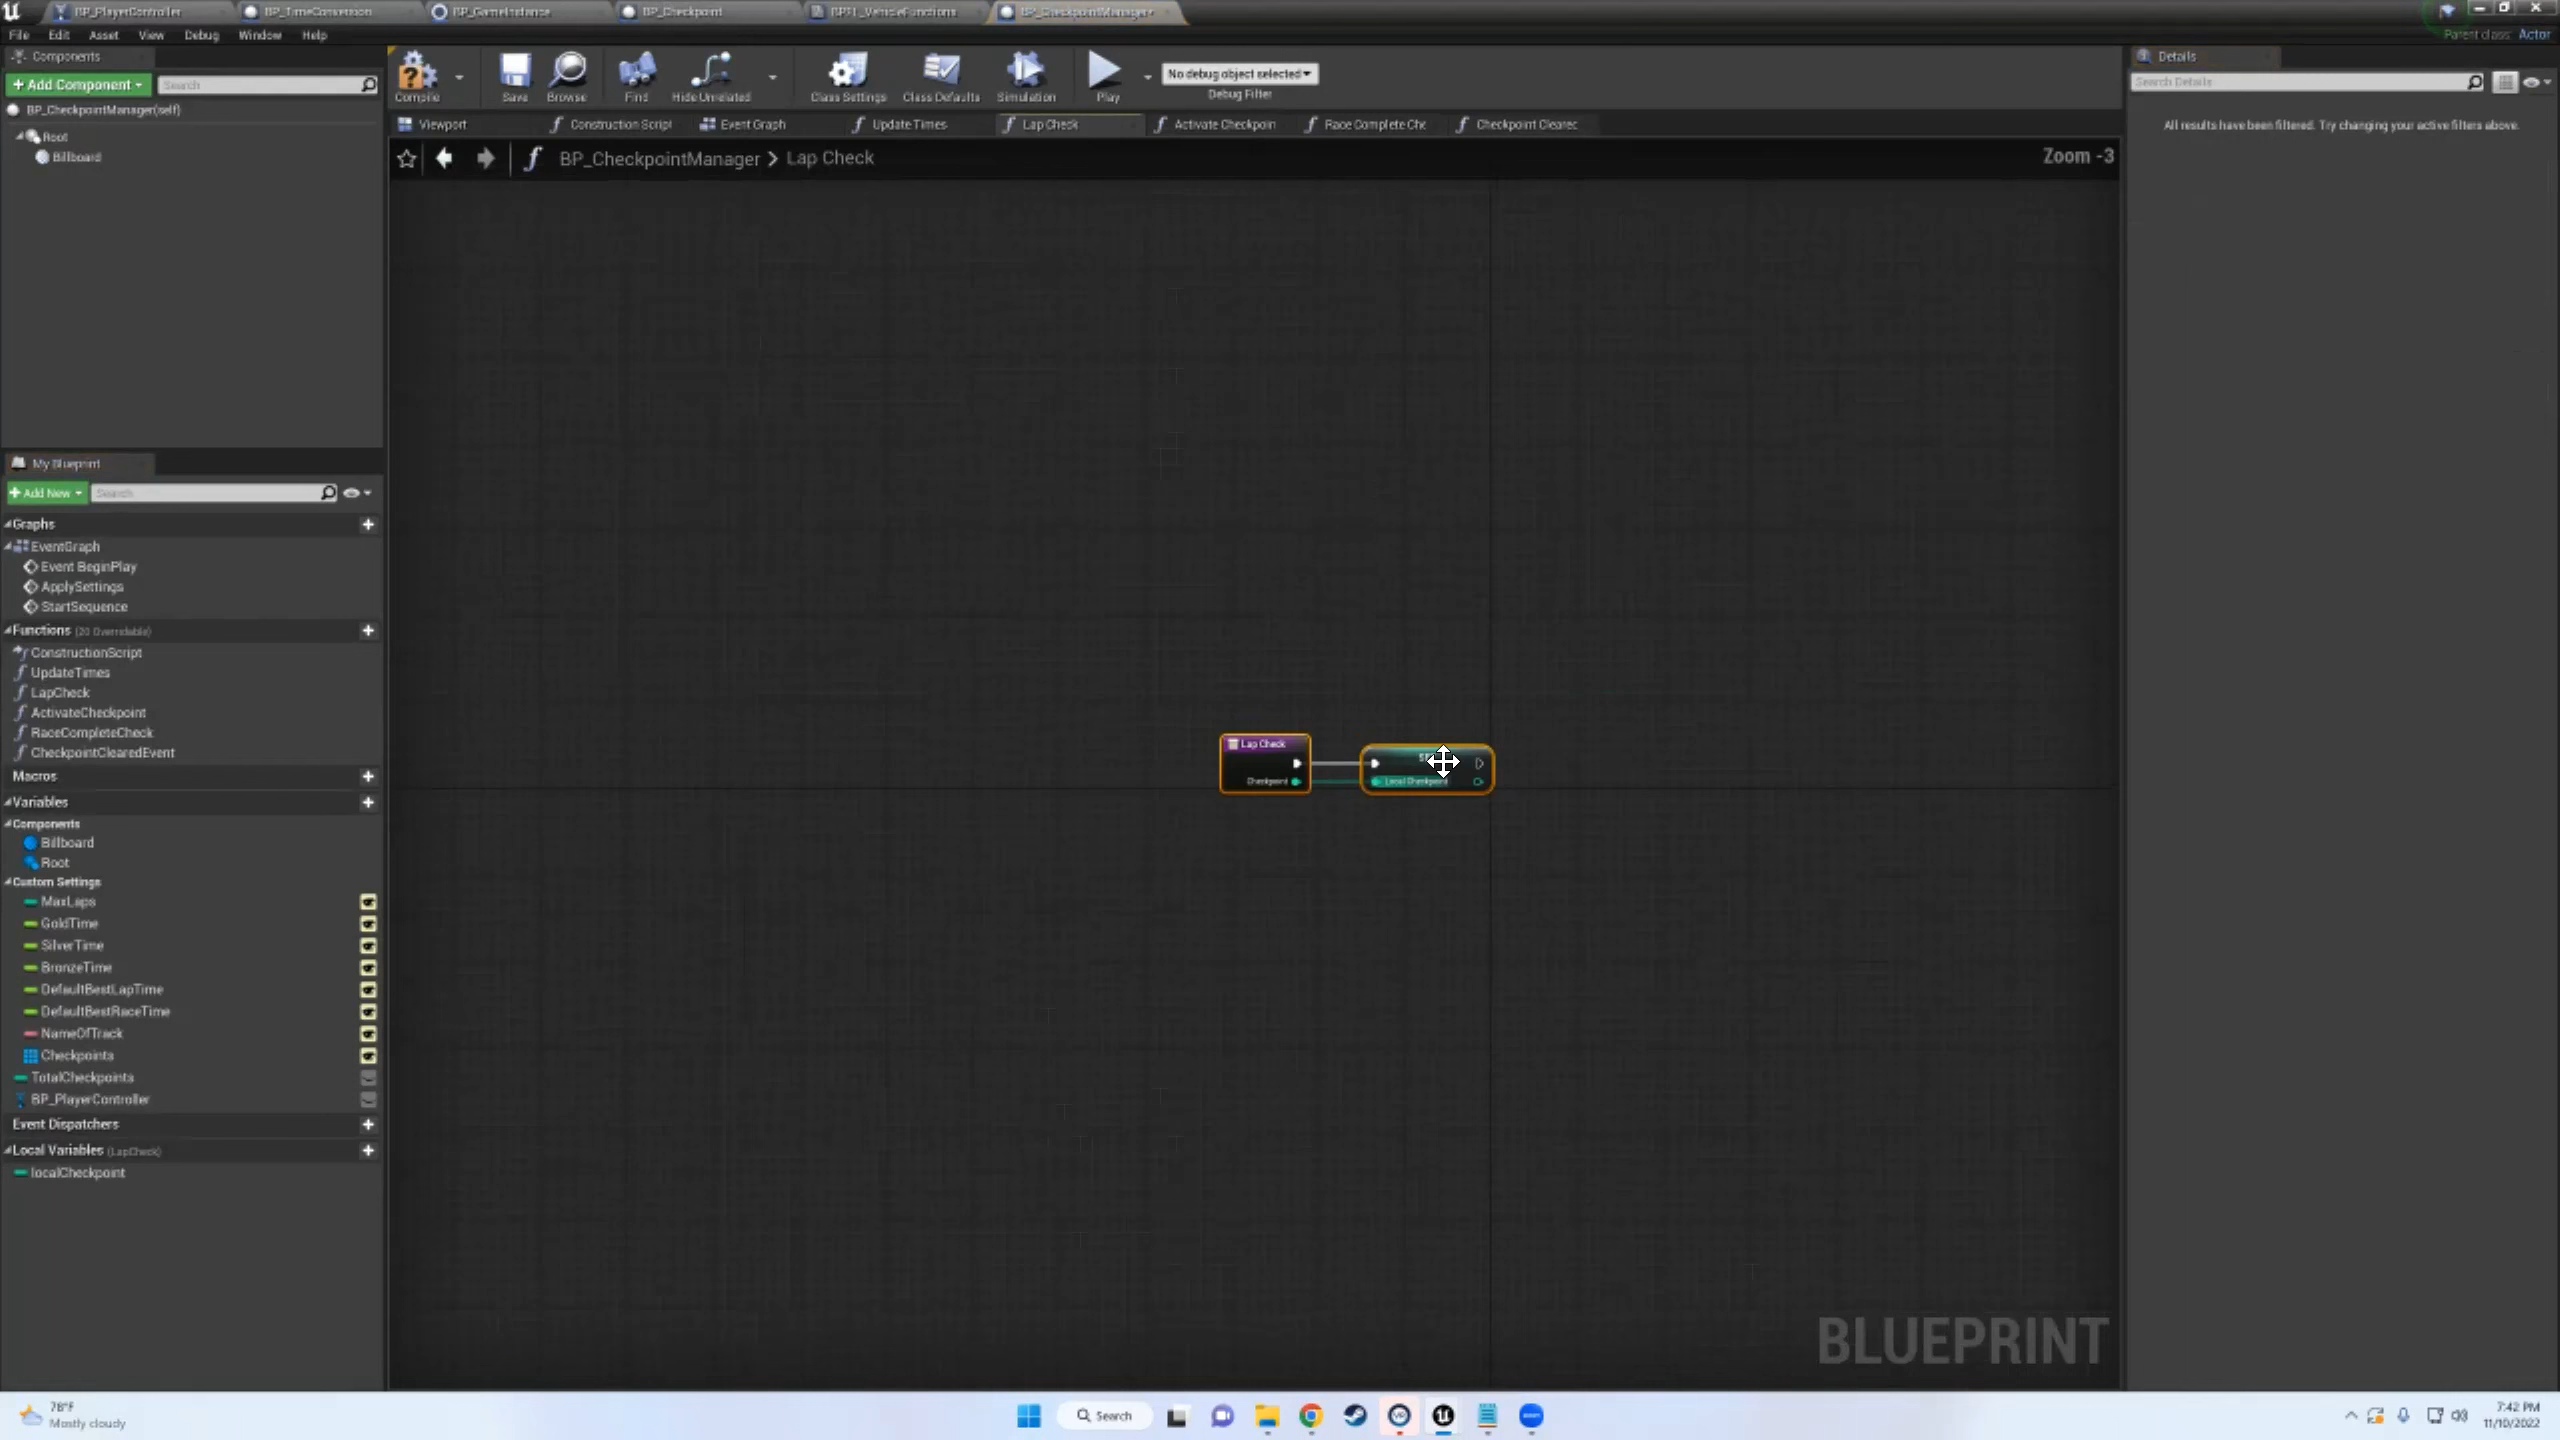 BP_PlayerController
BP_TimeConversion
BP_GameInstance
BP_Checkpoint
BPFL_VehicleFunctions
BP_CheckpointManager*
File Edit Asset View Debug Window Help
Parent class: Actor
Components
+ Add Component
Search
BP_CheckpointManager(self)
Root
Billboard
Compile
Save
Browse
Find
Hide Unrelated
Class Settings
Class Defaults
Simulation
Play
No debug object selected
Debug Filter
Details
Search Details
All results have been filtered. Try changing your active filters above.
Viewport
Construction Script
Event Graph
Update Times
Lap Check
Activate Checkpoin
Race Complete Che
Checkpoint Clearec
BP_CheckpointManager > Lap Check
Zoom -3
Lap Check
Checkpoint
Local Checkpoint
BLUEPRINT
My Blueprint
+ Add New
Search
Graphs
EventGraph
Event BeginPlay
ApplySettings
StartSequence
Functions (20 Overridable)
ConstructionScript
UpdateTimes
LapCheck
ActivateCheckpoint
RaceCompleteCheck
CheckpointClearedEvent
Macros
Variables
Components
Billboard
Root
Custom Settings
MaxLaps
GoldTime
SilverTime
BronzeTime
DefaultBestLapTime
DefaultBestRaceTime
NameOfTrack
Checkpoints
TotalCheckpoints
BP_PlayerController
Event Dispatchers
Local Variables (LapCheck)
localCheckpoint
78°F
Mostly cloudy
Search
7:42 PM
11/10/2022